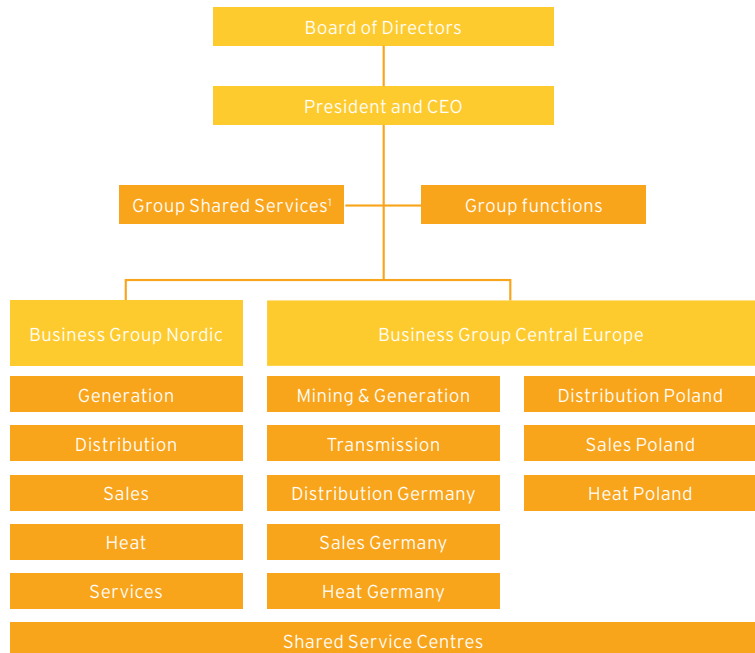 Board of Directors
President and CEO
Group Shared Services¹
Group functions
Business Group Nordic
Business Group Central Europe
Generation
Mining & Generation
Distribution Poland
Distribution
Transmission
Sales Poland
Sales
Distribution Germany
Heat Poland
Heat
Sales Germany
Services
Heat Germany
Shared Service Centres